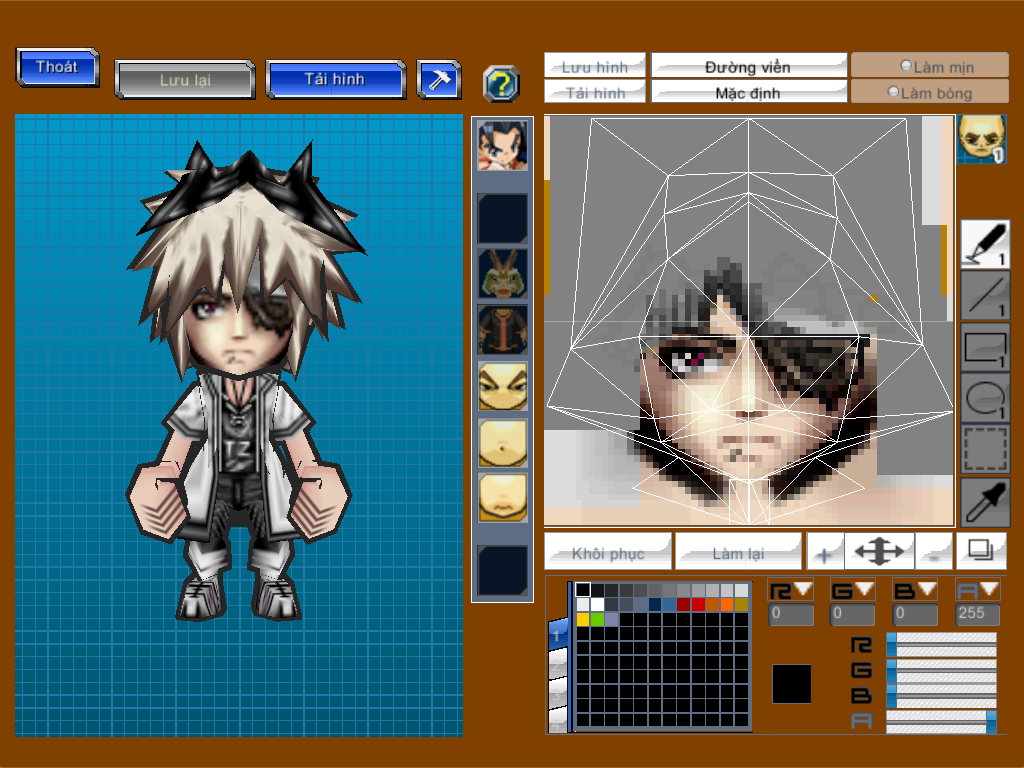 Thoát
Lưu lại
Tải hình
?
Lưu hình
Đường viền
Làm mịn
Tải hình
Mặc định
Làm bóng
1
1
1
1
1
TZ
Khôi phục
Làm lại
+
-
R
G
B
A
0
0
0
255
1
R
G
B
A